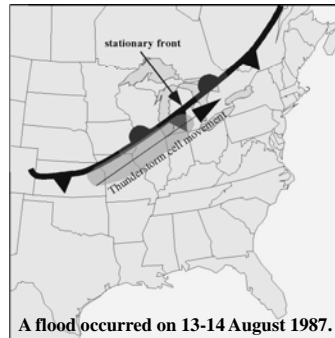 stationary front
Thunderstorm cell movement
A flood occurred on 13-14 August 1987.